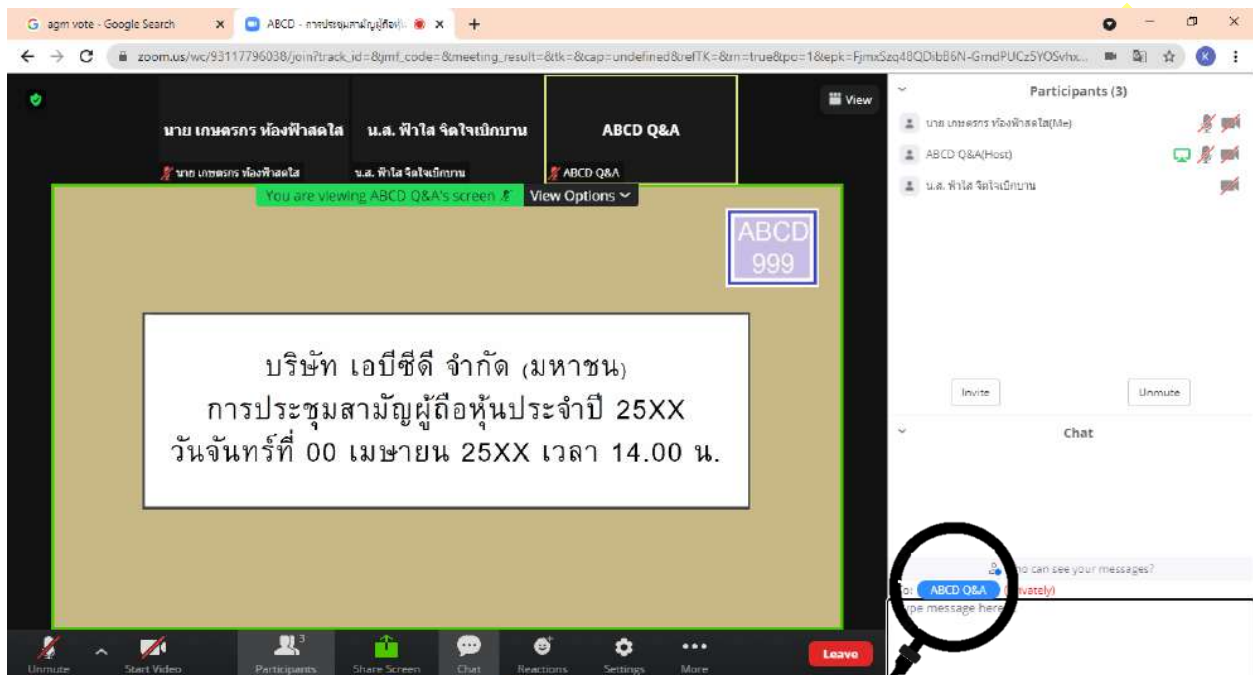 agm vote - Google Search
ABCD - การประชุมสามัญผู้ถือหุ้
zoom.us/wc/93117796038/join?track_id=&jmf_code=&meeting_result=&tk=&cap=undefined&refTK=&rn=true&po=1&epk=FjmxSzq48QDibB6N-GrndPUCz5YOSvhx...
K
View
นาย เกษตรกร ท้องฟ้าสดใส
น.ส. ฟ้าใส จิตใจเบิกบาน
ABCD Q&A
นาย เกษตรกร ท้องฟ้าสดใส
น.ส. ฟ้าใส จิตใจเบิกบาน
ABCD Q&A
You are viewing ABCD Q&A's screen
View Options
ABCD
999
บริษัท เอบีซีดี จำกัด (มหาชน)
การประชุมสามัญผู้ถือหุ้นประจำปี 25XX
วันจันทร์ที่ 00 เมษายน 25XX เวลา 14.00 น.
Participants (3)
นาย เกษตรกร ท้องฟ้าสดใส(Me)
ABCD Q&A(Host)
น.ส. ฟ้าใส จิตใจเบิกบาน
Invite
Unmute
Chat
can see your messages?
ABCD Q&A
message here
Unmute
Start Video
3
Participants
Share Screen
Chat
Reactions
Settings
More
Leave